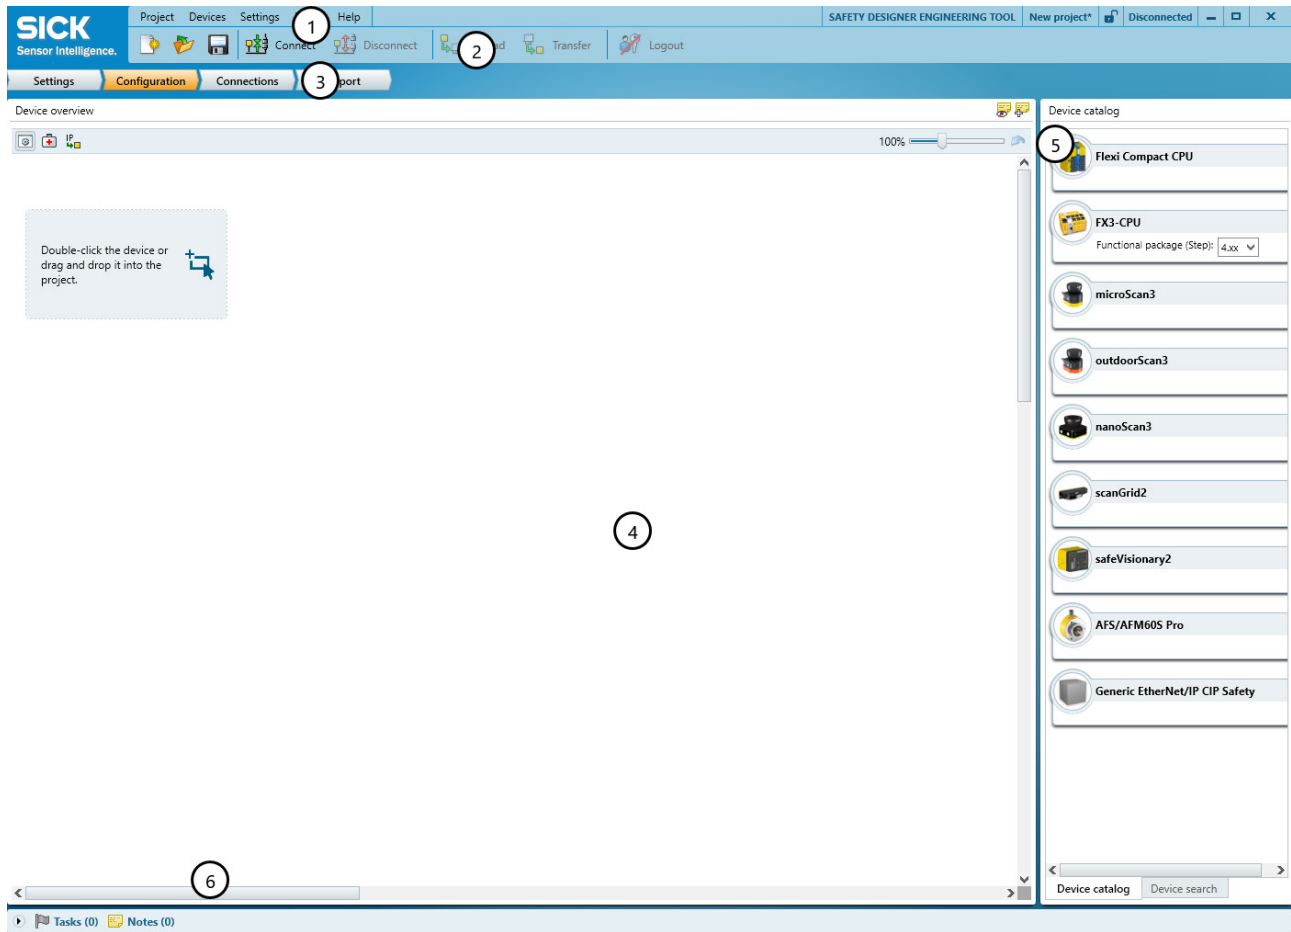 SICK
Sensor Intelligence.
Project Devices Settings Help
SAFETY DESIGNER ENGINEERING TOOL New project* Disconnected
1
Connect Disconnect Transfer Logout
2
Settings Configuration Connections
3
Device overview
Device catalog
IP
100%
5
Flexi Compact CPU
FX3-CPU
Functional package (Step): 4.xx
Double-click the device or
drag and drop it into the
project.
microScan3
outdoorScan3
nanoScan3
scanGrid2
4
safeVisionary2
AFS/AFM60S Pro
Generic EtherNet/IP CIP Safety
6
Device catalog Device search
Tasks (0) Notes (0)